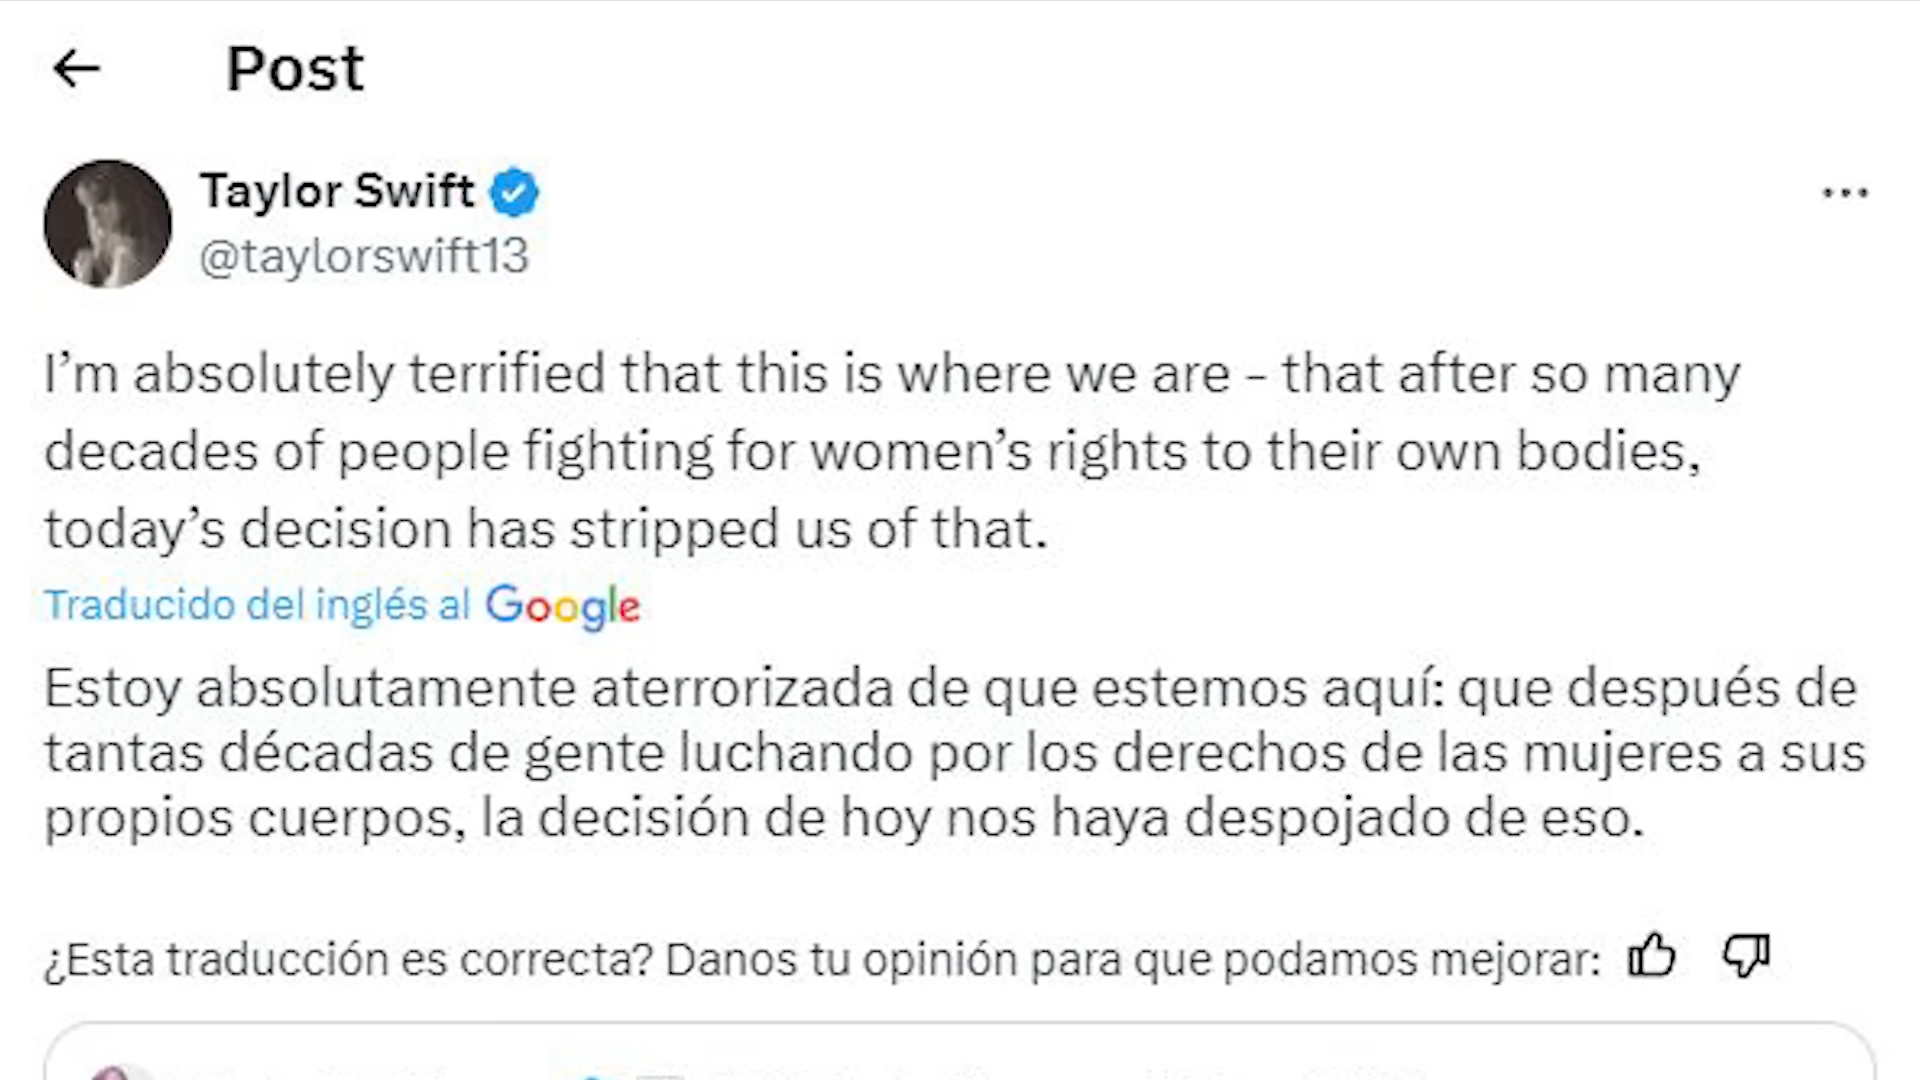 Post
Taylor Swift
@taylorswift13
I’m absolutely terrified that this is where we are - that after so many
decades of people fighting for women’s rights to their own bodies,
today’s decision has stripped us of that.
Traducido del inglés al Google
Estoy absolutamente aterrorizada de que estemos aquí: que después de
tantas décadas de gente luchando por los derechos de las mujeres a sus
propios cuerpos, la decisión de hoy nos haya despojado de eso.
¿Esta traducción es correcta? Danos tu opinión para que podamos mejorar: